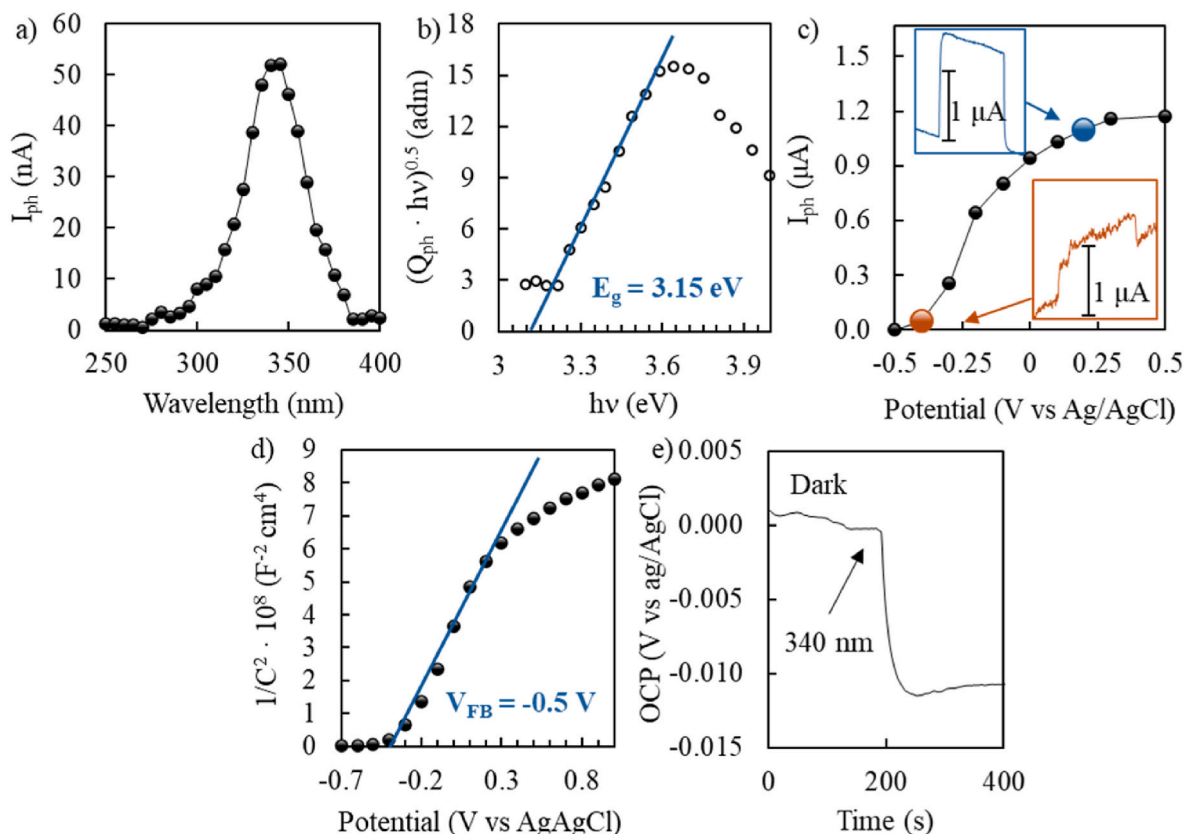 a)
I_ph (nA)
60
50
40
30
20
10
0
250 300 350 400
Wavelength (nm)
b)
(Q_ph · hν)^0.5 (adm)
18
15
12
9
6
3
0
E_g = 3.15 eV
3 3.3 3.6 3.9
hν (eV)
c)
I_ph (μA)
1.6
1.2
0.9
0.6
0.3
0.0
1 μA
1 μA
-0.5 -0.25 0 0.25 0.5
Potential (V vs Ag/AgCl)
d)
1/C² · 10⁸ (F⁻² cm⁴)
9
8
7
6
5
4
3
2
1
0
V_FB = -0.5 V
-0.7 -0.2 0.3 0.8
Potential (V vs AgAgCl)
e)
OCP (V vs ag/AgCl)
0.005
0.000
-0.005
-0.010
-0.015
Dark
340 nm
0 200 400
Time (s)